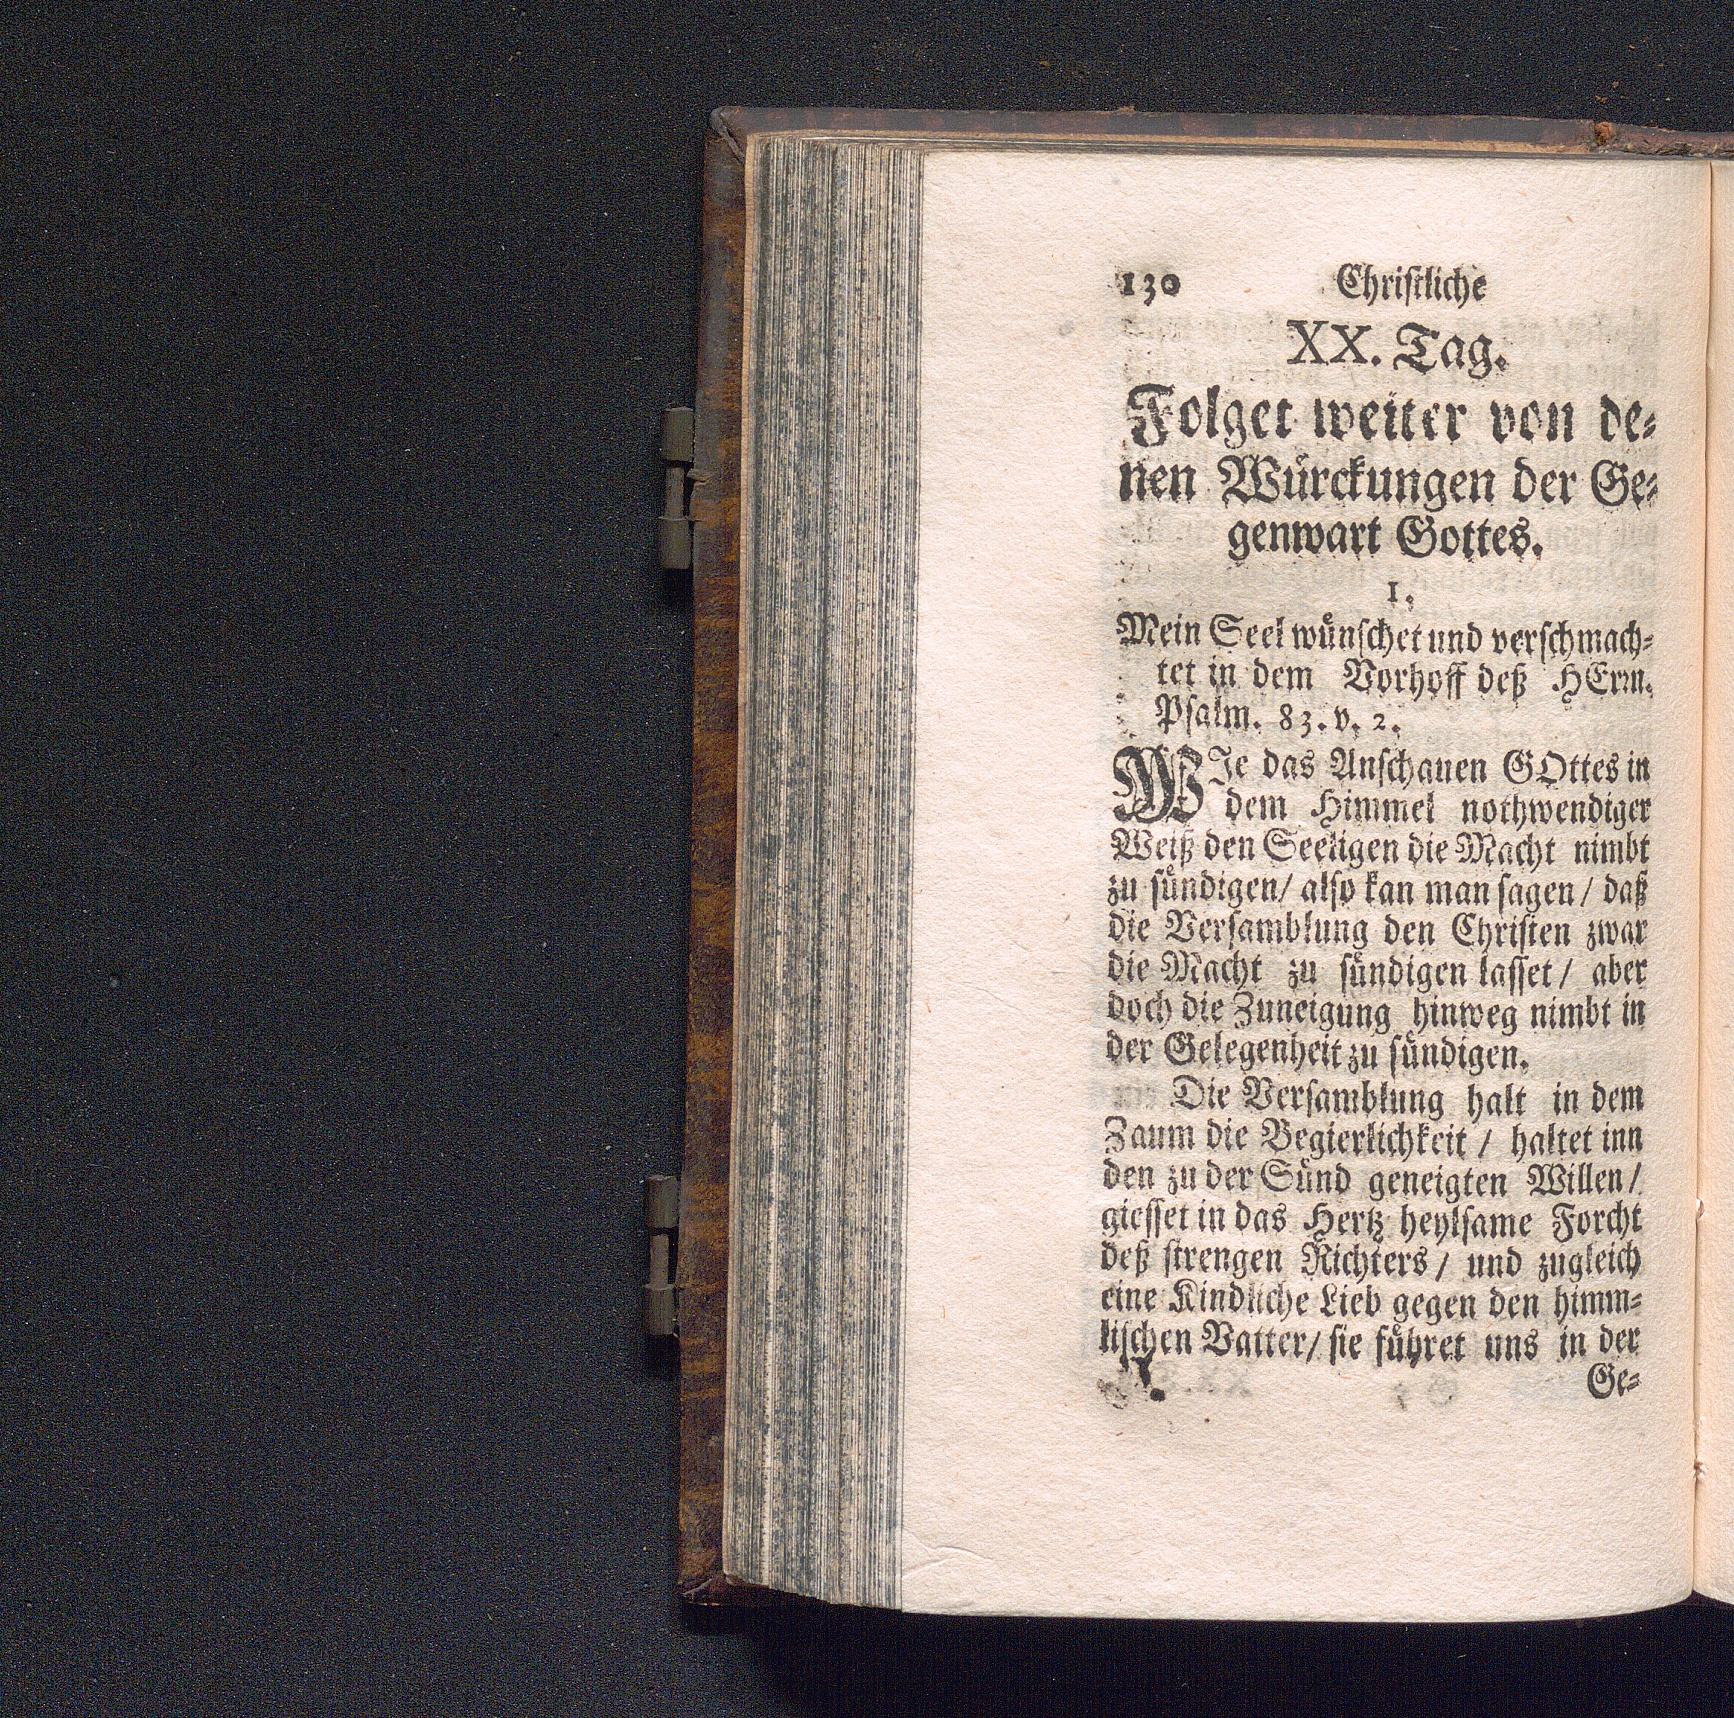 130 Christliche
XX. Tag.
Folget weiter von de-
nen Würckungen der Ge-
genwart Gottes.
1.
Mein Seel wünschet und verschmach-
tet in dem Vorhoff deß HErrn.
Psalm. 83. v. 2.
WJe das Anschauen GOttes in
dem Himmel nothwendiger
Weiß den Seeligen die Macht nimbt
zu sündigen/ also kan man sagen/ daß
die Versamblung den Christen zwar
die Macht zu sündigen lasset/ aber
doch die Zuneigung hinweg nimbt in
der Gelegenheit zu sündigen.
Die Versamblung halt in dem
Zaum die Begierlichkeit/ haltet inn
den zu der Sünd geneigten Willen/
giesset in das Hertz heylsame Forcht
deß strengen Richters/ und zugleich
eine Kindliche Lieb gegen den himm-
lischen Vatter/ sie führet uns in der
Ge-